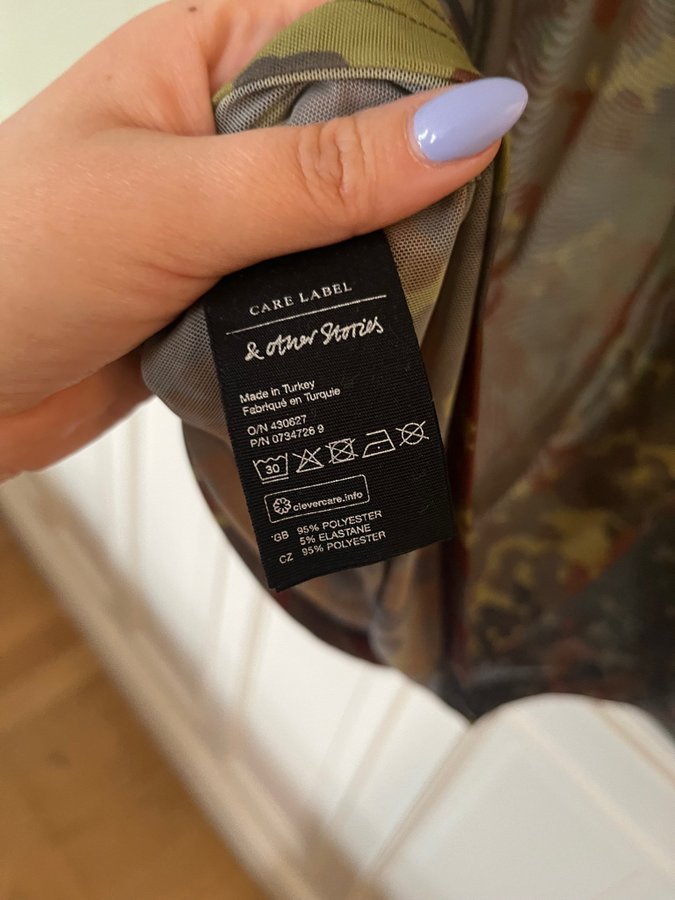 CARE LABEL
& other Stories
Made in Turkey
Fabriqué en Turquie
O/N 430627
P/N 0734728 9
30
clevercare.info
GB 95% POLYESTER
5% ELASTANE
CZ 95% POLYESTER